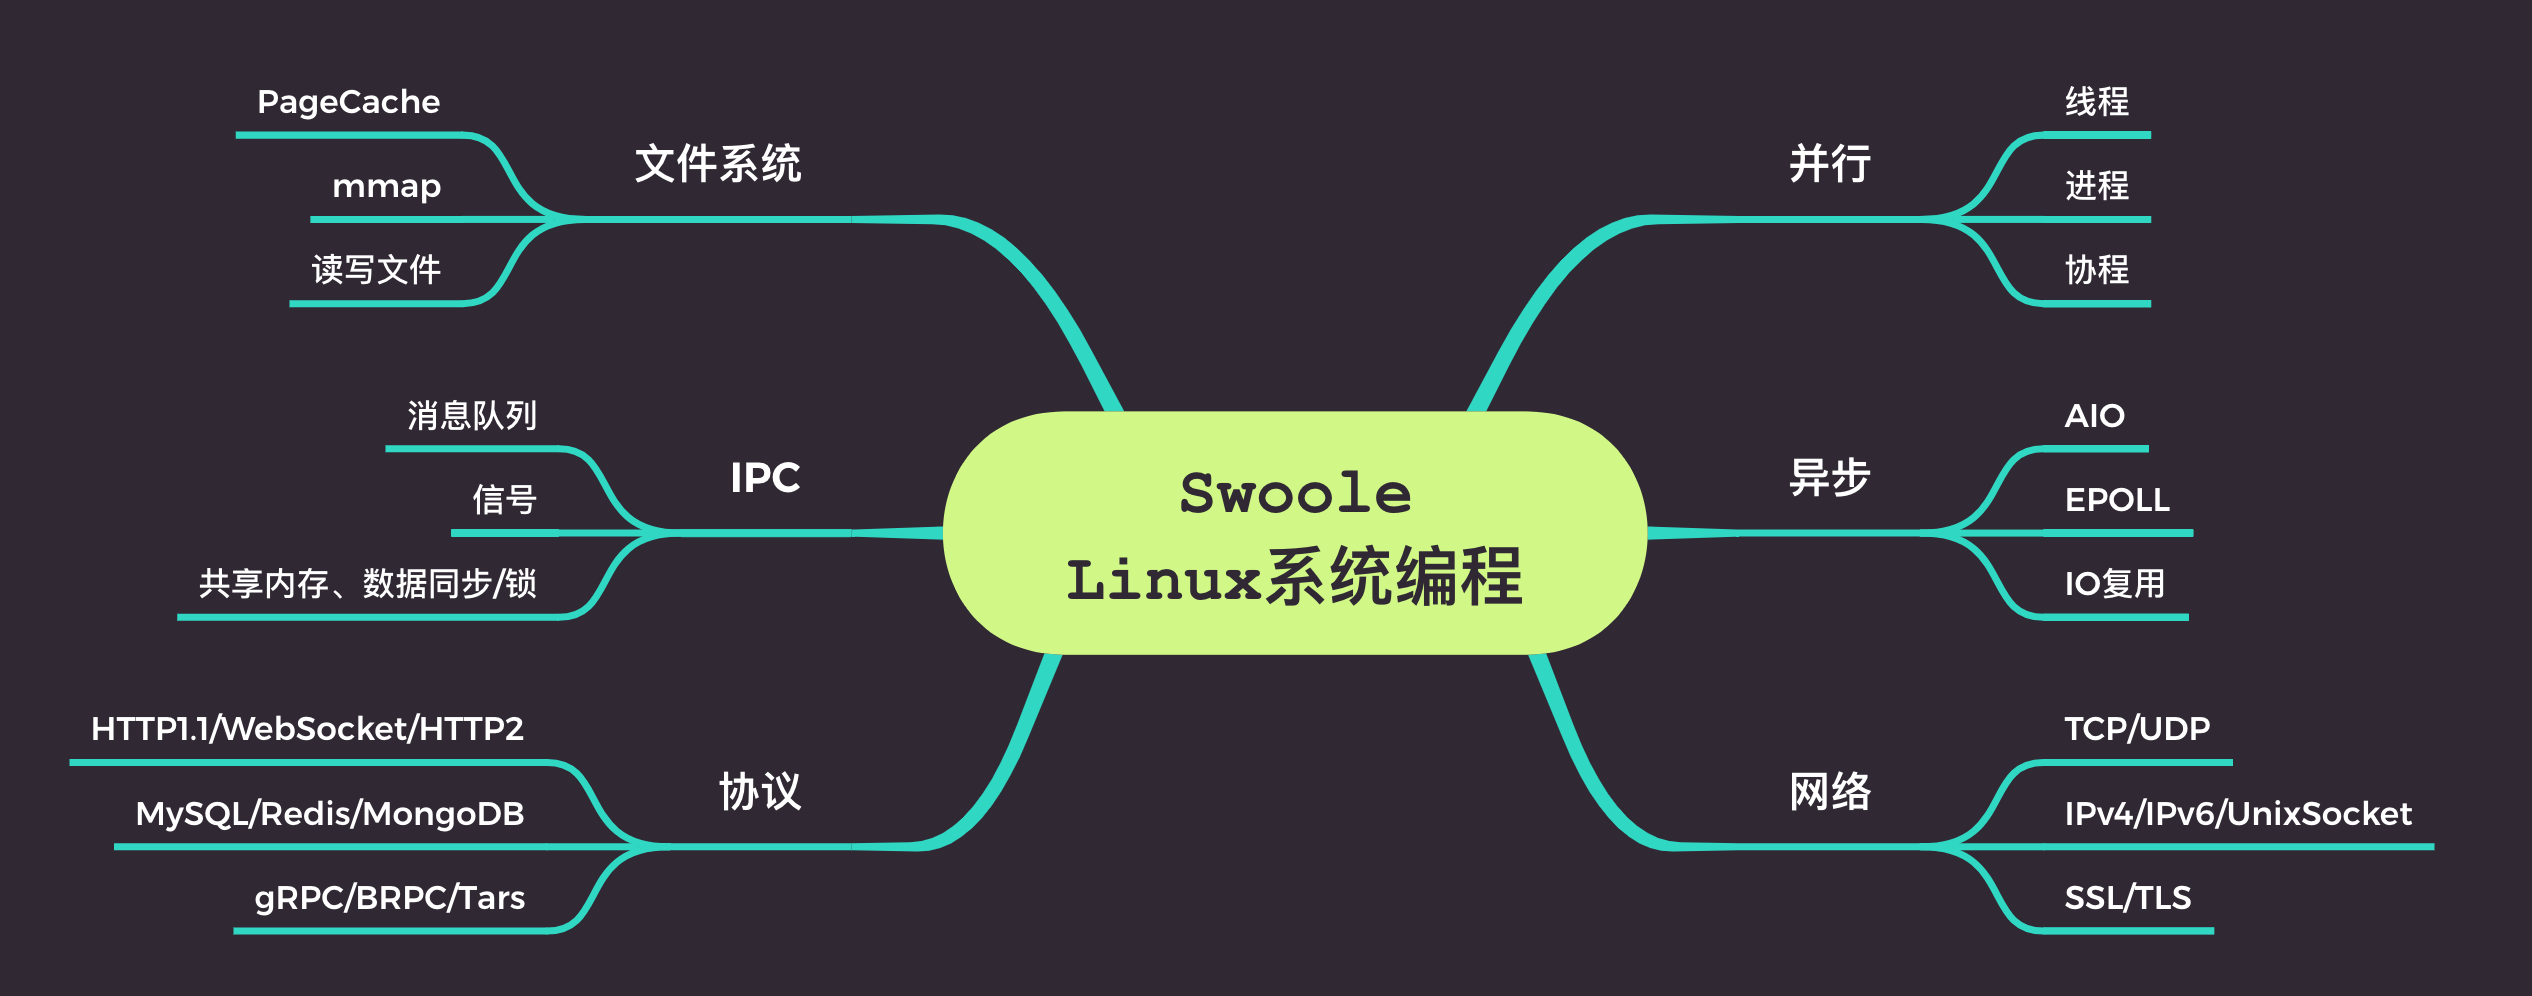 Swoole
Linux系统编程
文件系统
PageCache
mmap
读写文件
IPC
消息队列
信号
共享内存、数据同步/锁
协议
HTTP1.1/WebSocket/HTTP2
MySQL/Redis/MongoDB
gRPC/BRPC/Tars
并行
线程
进程
协程
异步
AIO
EPOLL
IO复用
网络
TCP/UDP
IPv4/IPv6/UnixSocket
SSL/TLS